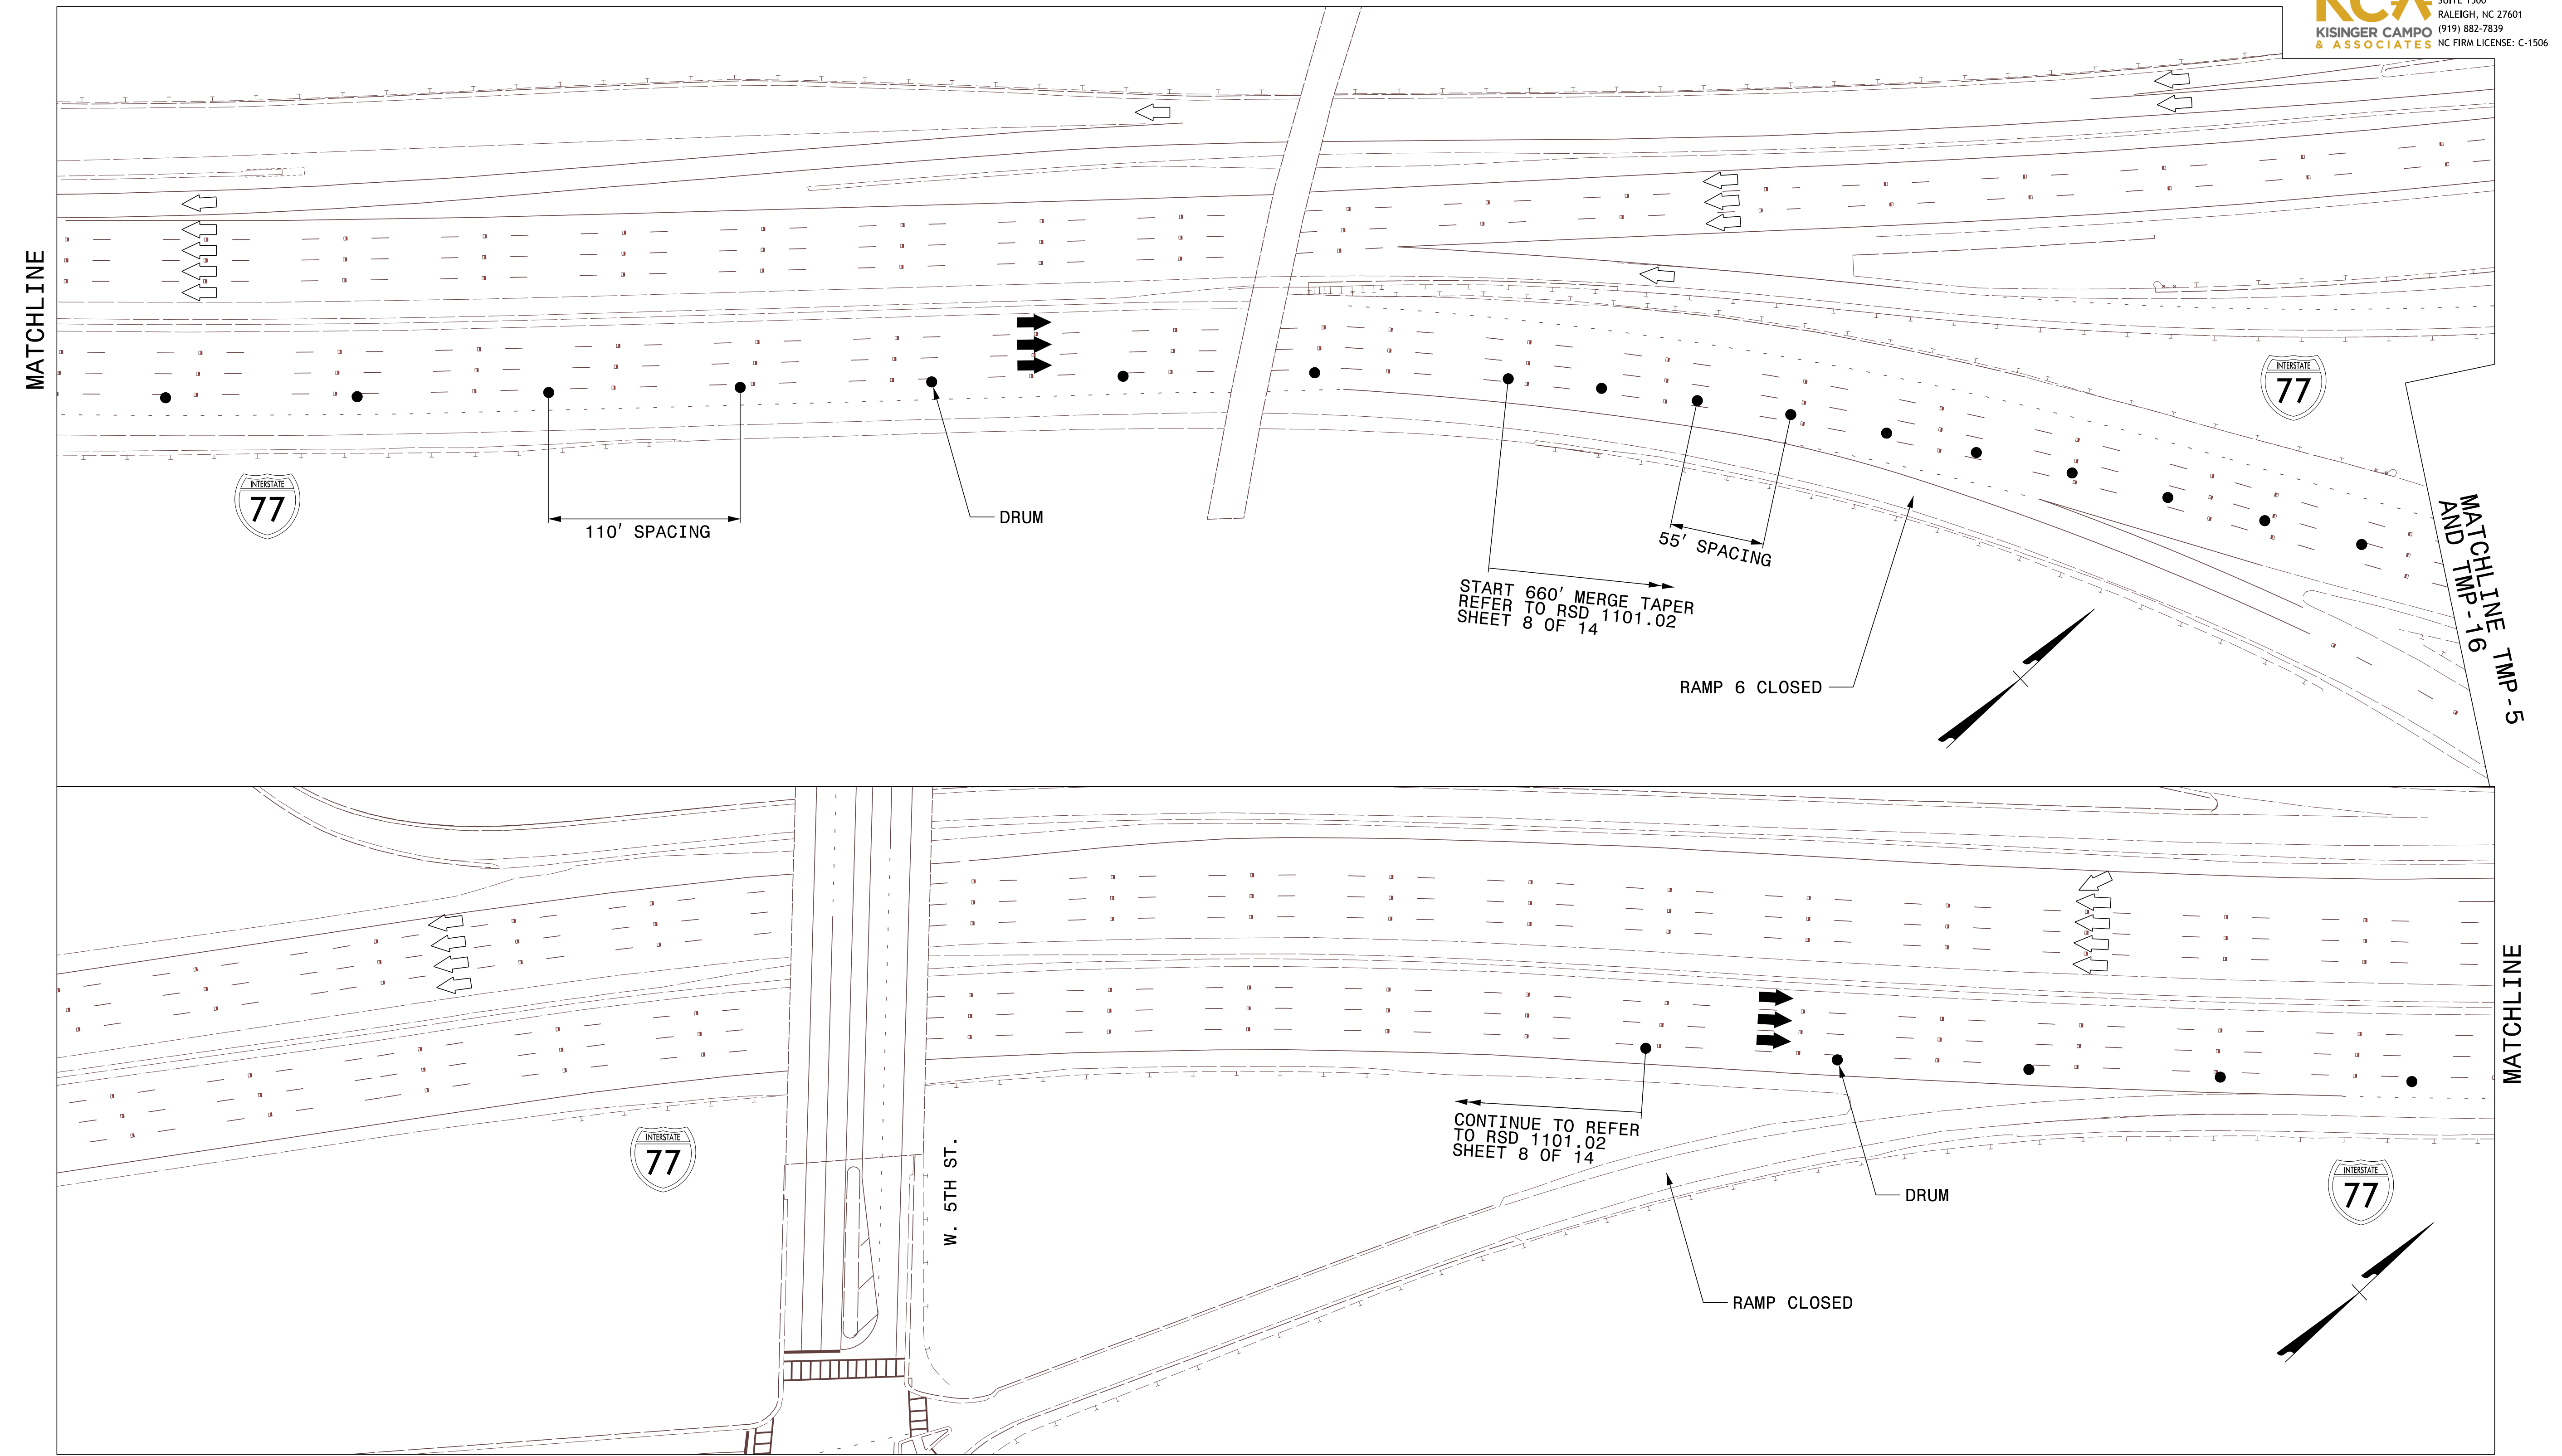 KCA
KISINGER CAMPO
& ASSOCIATES
RALEIGH, NC 27601
(919) 882-7839
NC FIRM LICENSE: C-1506
MATCHLINE
INTERSTATE
77
110' SPACING
DRUM
START 660' MERGE TAPER
REFER TO RSD 1101.02
SHEET 8 OF 14
55' SPACING
RAMP 6 CLOSED
INTERSTATE
77
MATCHLINE TMP-5
AND TMP-16
INTERSTATE
77
W. 5TH ST.
CONTINUE TO REFER
TO RSD 1101.02
SHEET 8 OF 14
DRUM
RAMP CLOSED
INTERSTATE
77
MATCHLINE